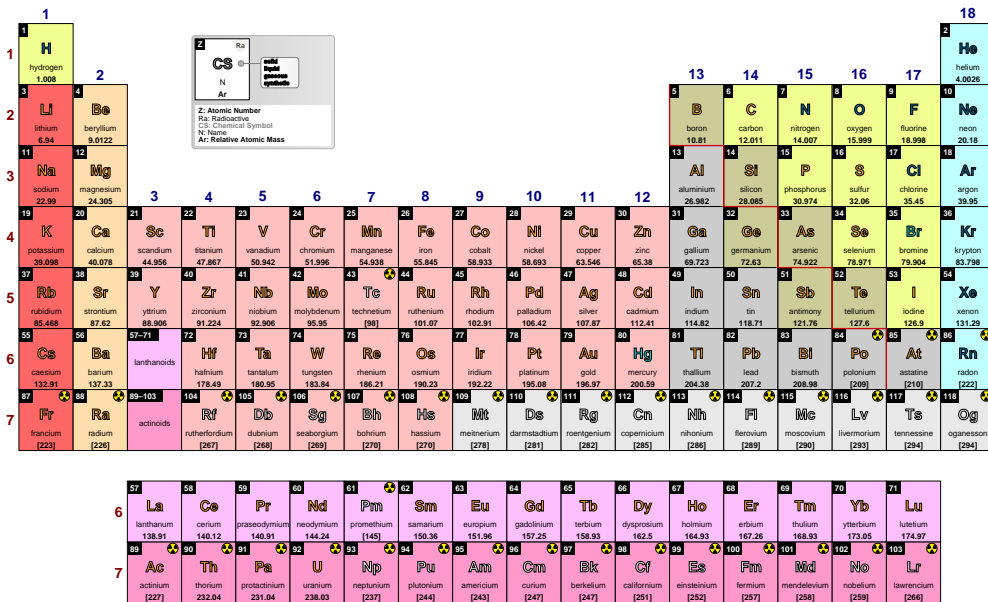 1 18
1 H hydrogen 1.008 2 He helium 4.0026
Z Ra CS N Ar solid liquid gaseous synthetic
Z: Atomic Number
Ra: Radioactive
CS: Chemical Symbol
N: Name
Ar: Relative Atomic Mass
1
2 13 14 15 16 17
3 Li lithium 6.94 4 Be beryllium 9.0122 5 B boron 10.81 6 C carbon 12.011 7 N nitrogen 14.007 8 O oxygen 15.999 9 F fluorine 18.998 10 Ne neon 20.18
2
11 Na sodium 22.99 12 Mg magnesium 24.305 13 Al aluminium 26.982 14 Si silicon 28.085 15 P phosphorus 30.974 16 S sulfur 32.06 17 Cl chlorine 35.45 18 Ar argon 39.95
3
3 4 5 6 7 8 9 10 11 12
19 K potassium 39.098 20 Ca calcium 40.078 21 Sc scandium 44.956 22 Ti titanium 47.867 23 V vanadium 50.942 24 Cr chromium 51.996 25 Mn manganese 54.938 26 Fe iron 55.845 27 Co cobalt 58.933 28 Ni nickel 58.693 29 Cu copper 63.546 30 Zn zinc 65.38 31 Ga gallium 69.723 32 Ge germanium 72.63 33 As arsenic 74.922 34 Se selenium 78.971 35 Br bromine 79.904 36 Kr krypton 83.798
4
37 Rb rubidium 85.468 38 Sr strontium 87.62 39 Y yttrium 88.906 40 Zr zirconium 91.224 41 Nb niobium 92.906 42 Mo molybdenum 95.95 43 Tc technetium [98] 44 Ru ruthenium 101.07 45 Rh rhodium 102.91 46 Pd palladium 106.42 47 Ag silver 107.87 48 Cd cadmium 112.41 49 In indium 114.82 50 Sn tin 118.71 51 Sb antimony 121.76 52 Te tellurium 127.6 53 I iodine 126.9 54 Xe xenon 131.29
5
55 Cs caesium 132.91 56 Ba barium 137.33 57–71 lanthanoids 72 Hf hafnium 178.49 73 Ta tantalum 180.95 74 W tungsten 183.84 75 Re rhenium 186.21 76 Os osmium 190.23 77 Ir iridium 192.22 78 Pt platinum 195.08 79 Au gold 196.97 80 Hg mercury 200.59 81 Tl thallium 204.38 82 Pb lead 207.2 83 Bi bismuth 208.98 84 Po polonium [209] 85 At astatine [210] 86 Rn radon [222]
6
87 Fr francium [223] 88 Ra radium [226] 89–103 actinoids 104 Rf rutherfordium [267] 105 Db dubnium [268] 106 Sg seaborgium [269] 107 Bh bohrium [270] 108 Hs hassium [270] 109 Mt meitnerium [278] 110 Ds darmstadtium [281] 111 Rg roentgenium [282] 112 Cn copernicium [285] 113 Nh nihonium [286] 114 Fl flerovium [289] 115 Mc moscovium [290] 116 Lv livermorium [293] 117 Ts tennessine [294] 118 Og oganesson [294]
7
57 La lanthanum 138.91 58 Ce cerium 140.12 59 Pr praseodymium 140.91 60 Nd neodymium 144.24 61 Pm promethium [145] 62 Sm samarium 150.36 63 Eu europium 151.96 64 Gd gadolinium 157.25 65 Tb terbium 158.93 66 Dy dysprosium 162.5 67 Ho holmium 164.93 68 Er erbium 167.26 69 Tm thulium 168.93 70 Yb ytterbium 173.05 71 Lu lutetium 174.97
6
89 Ac actinium [227] 90 Th thorium 232.04 91 Pa protactinium 231.04 92 U uranium 238.03 93 Np neptunium [237] 94 Pu plutonium [244] 95 Am americium [243] 96 Cm curium [247] 97 Bk berkelium [247] 98 Cf californium [251] 99 Es einsteinium [252] 100 Fm fermium [257] 101 Md mendelevium [258] 102 No nobelium [259] 103 Lr lawrencium [266]
7